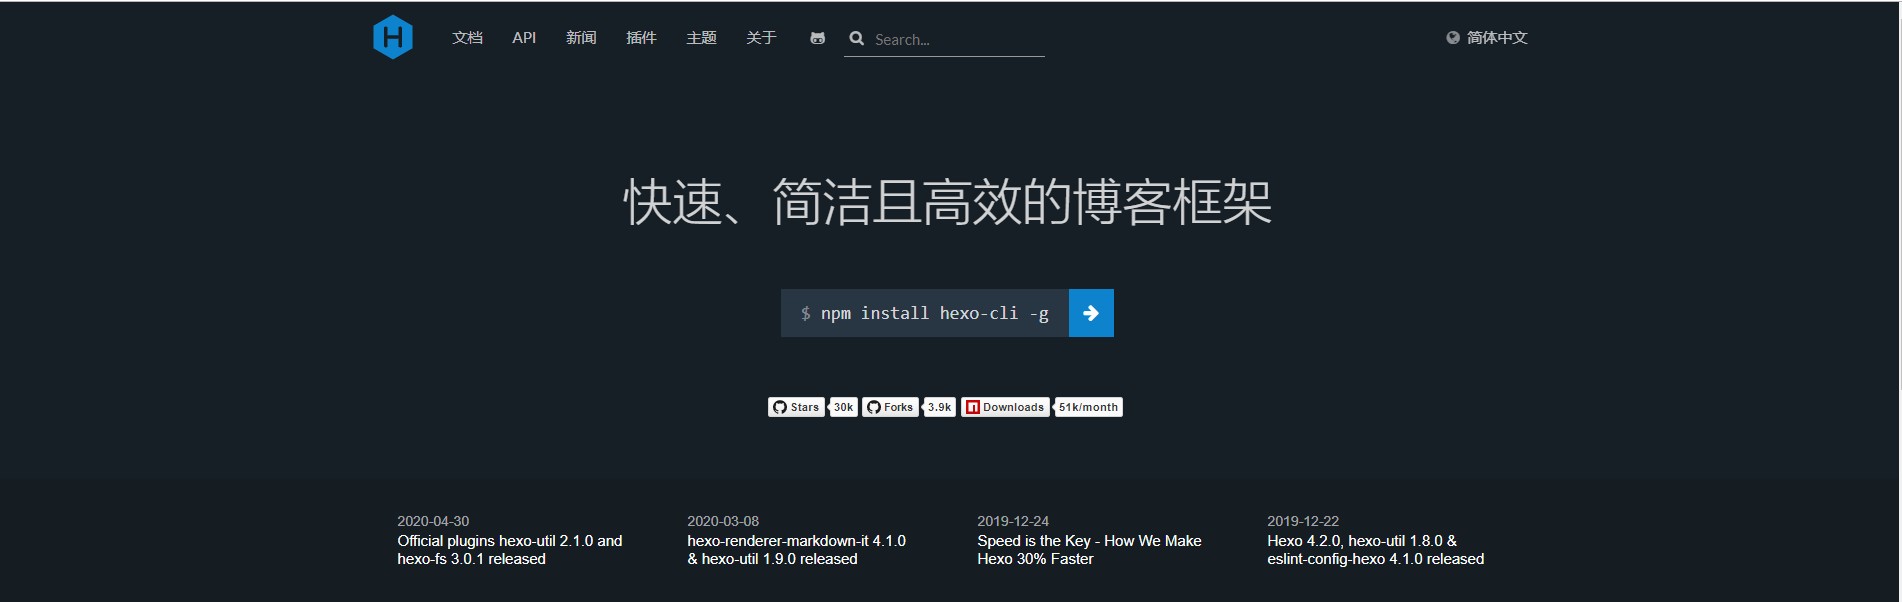 H
文档 API 新闻 插件 主题 关于 Search... 简体中文
快速、简洁且高效的博客框架
$ npm install hexo-cli -g
Stars 30k Forks 3.9k Downloads 51k/month
2020-04-30
Official plugins hexo-util 2.1.0 and
hexo-fs 3.0.1 released
2020-03-08
hexo-renderer-markdown-it 4.1.0
& hexo-util 1.9.0 released
2019-12-24
Speed is the Key - How We Make
Hexo 30% Faster
2019-12-22
Hexo 4.2.0, hexo-util 1.8.0 &
eslint-config-hexo 4.1.0 released